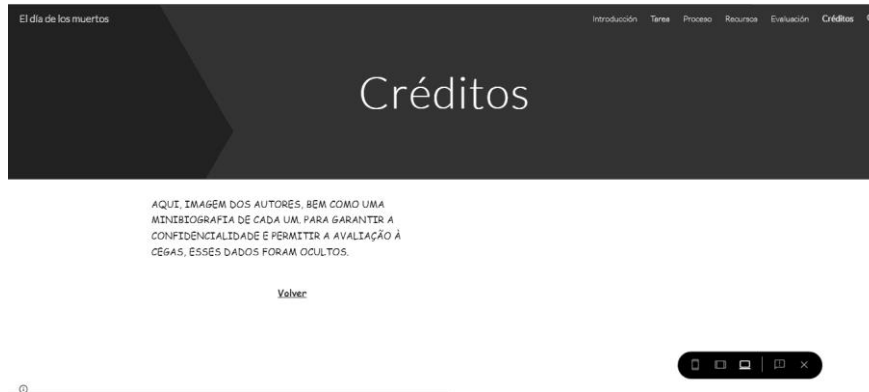 El día de los muertos
Introducción Tarea Proceso Recursos Evaluación Créditos
Créditos
AQUI, IMAGEM DOS AUTORES, BEM COMO UMA
MINIBIOGRAFIA DE CADA UM. PARA GARANTIR A
CONFIDENCIALIDADE E PERMITIR A AVALIAÇÃO À
CEGAS, ESSES DADOS FORAM OCULTOS.
Volver